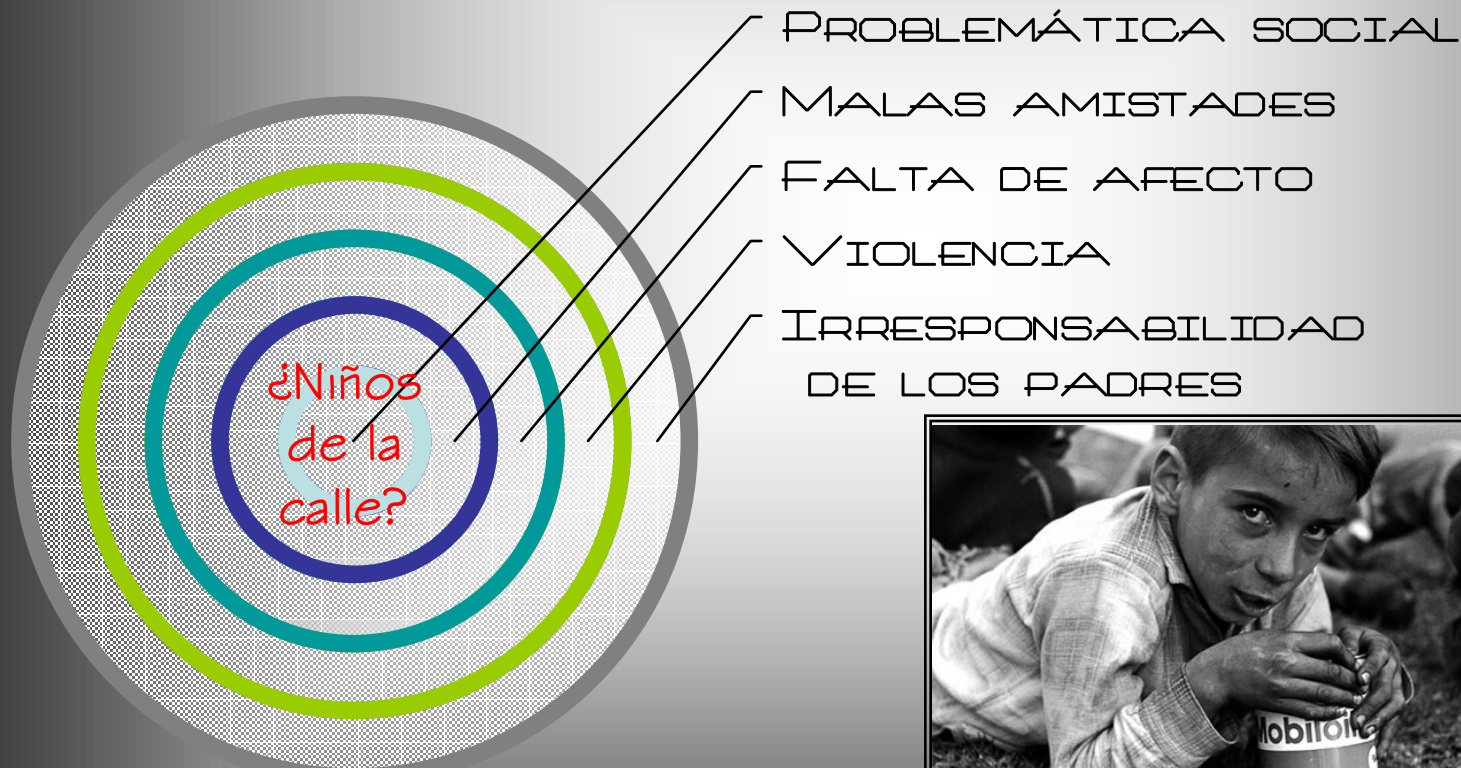 PROBLEMÁTICA SOCIAL
MALAS AMISTADES
FALTA DE AFECTO
VIOLENCIA
IRRESPONSABILIDAD
DE LOS PADRES
¿Niños
de la
calle?
Mobiloil